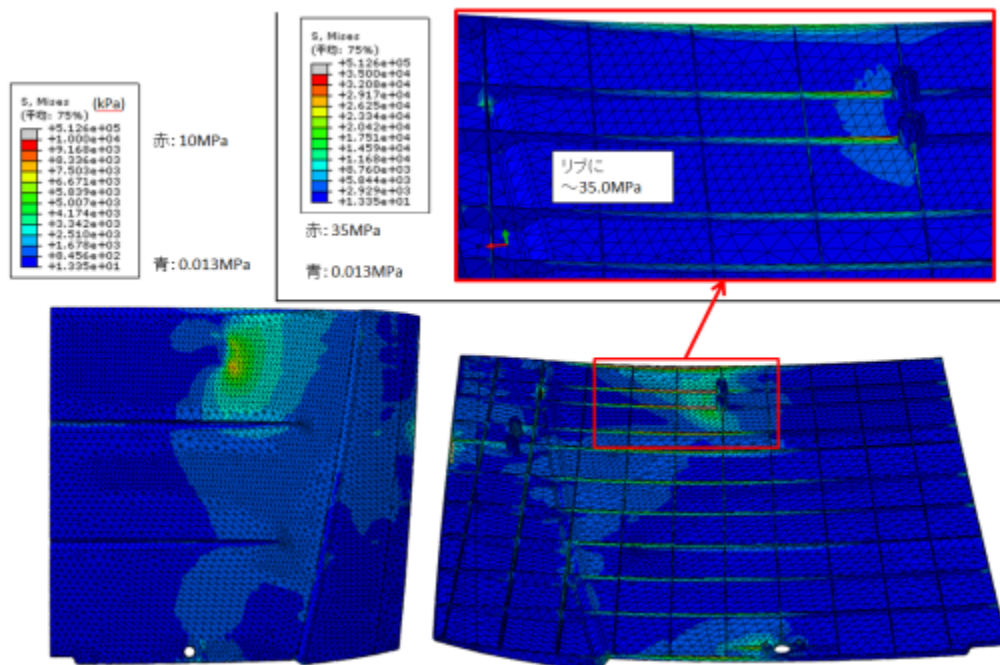 S, Mises (kPa)
(平均: 75%)
+5.126e+05
+1.000e+04
+9.168e+03
+8.336e+03
+7.503e+03
+6.671e+03
+5.839e+03
+5.007e+03
+4.174e+03
+3.342e+03
+2.510e+03
+1.678e+03
+8.456e+02
+1.335e+01
赤: 10MPa
青: 0.013MPa
S, Mises
(平均: 75%)
+5.126e+05
+3.500e+04
+3.208e+04
+2.917e+04
+2.625e+04
+2.334e+04
+2.042e+04
+1.751e+04
+1.459e+04
+1.168e+04
+8.760e+03
+5.844e+03
+2.929e+03
+1.335e+01
赤: 35MPa
青: 0.013MPa
リブに
～35.0MPa